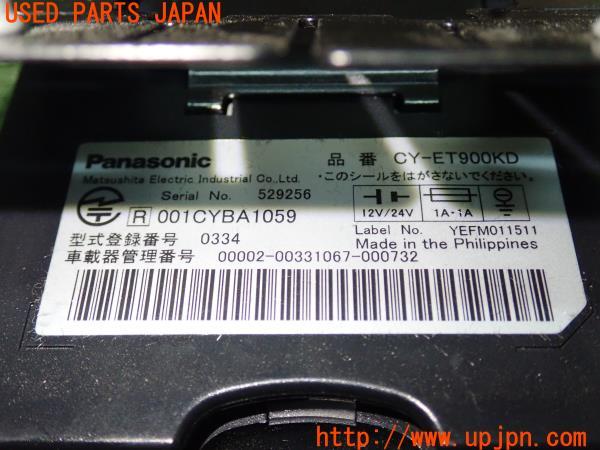 USED PARTS JAPAN
Panasonic
品 番 CY-ET900KD
Matsushita Electric Industrial Co.,Ltd.
・このシールをはがさないでください。
Serial No. 529256
12V/24V 1A-1A
R 001CYBA1059
Label No. YEFM011511
型式登録番号 0334
Made in the Philippines
車載器管理番号 00002-00331067-000732
http://www.upjpn.com/